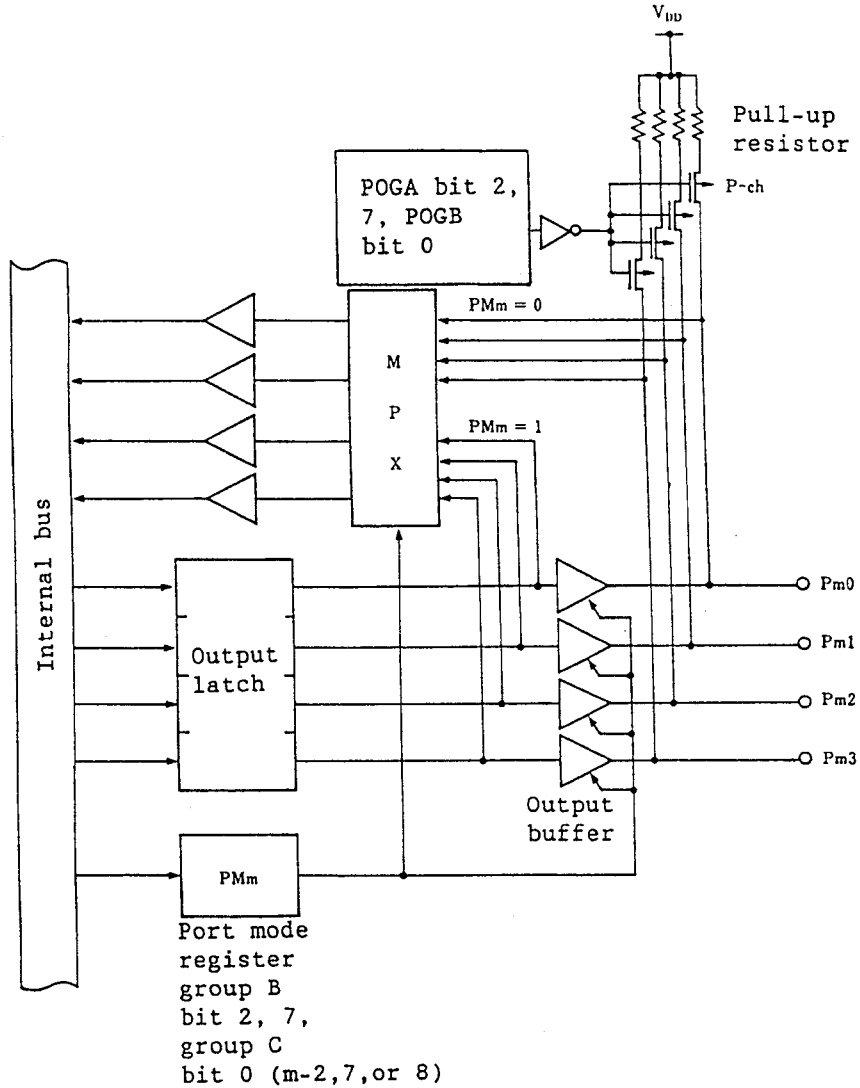 VDD
Pull-up
resistor
P-ch
POGA bit 2,
7, POGB
bit 0
PMm = 0
M
P
X
PMm = 1
Internal bus
Output
latch
Pm0
Pm1
Pm2
Pm3
Output
buffer
PMm
Port mode
register
group B
bit 2, 7,
group C
bit 0 (m-2,7,or 8)